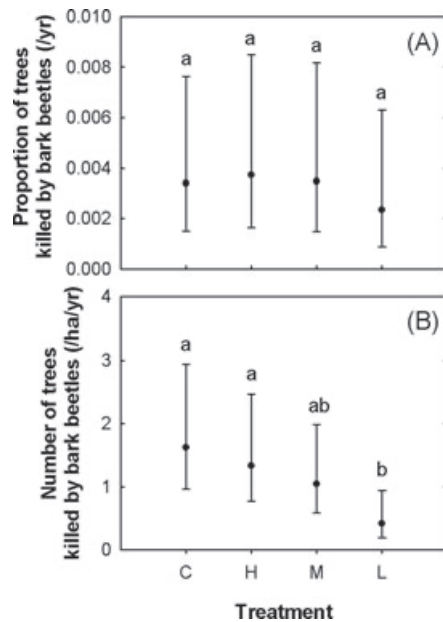 Proportion of trees
killed by bark beetles (/yr)
0.010
0.008
0.006
0.004
0.002
0.000
(A)
a
a
a
a
Number of trees
killed by bark beetles (/ha/yr)
4
3
2
1
0
(B)
a
a
ab
b
C
H
M
L
Treatment